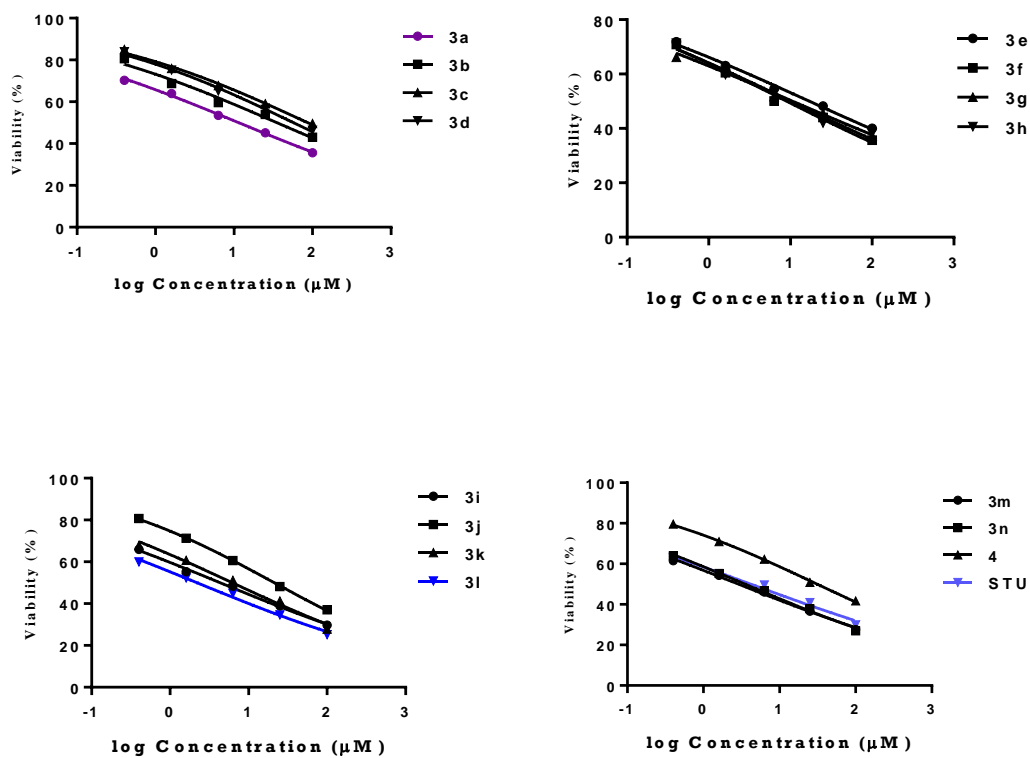 100
80
60
40
20
0
-1 0 1 2 3
Viability (%)
log Concentration (μM)
3a
3b
3c
3d
80
60
40
20
0
-1 0 1 2 3
Viability (%)
log Concentration (μM)
3e
3f
3g
3h
100
80
60
40
20
0
-1 0 1 2 3
Viability (%)
log Concentration (μM)
3i
3j
3k
3l
100
80
60
40
20
0
-1 0 1 2 3
Viability (%)
log Concentration (μM)
3m
3n
4
STU